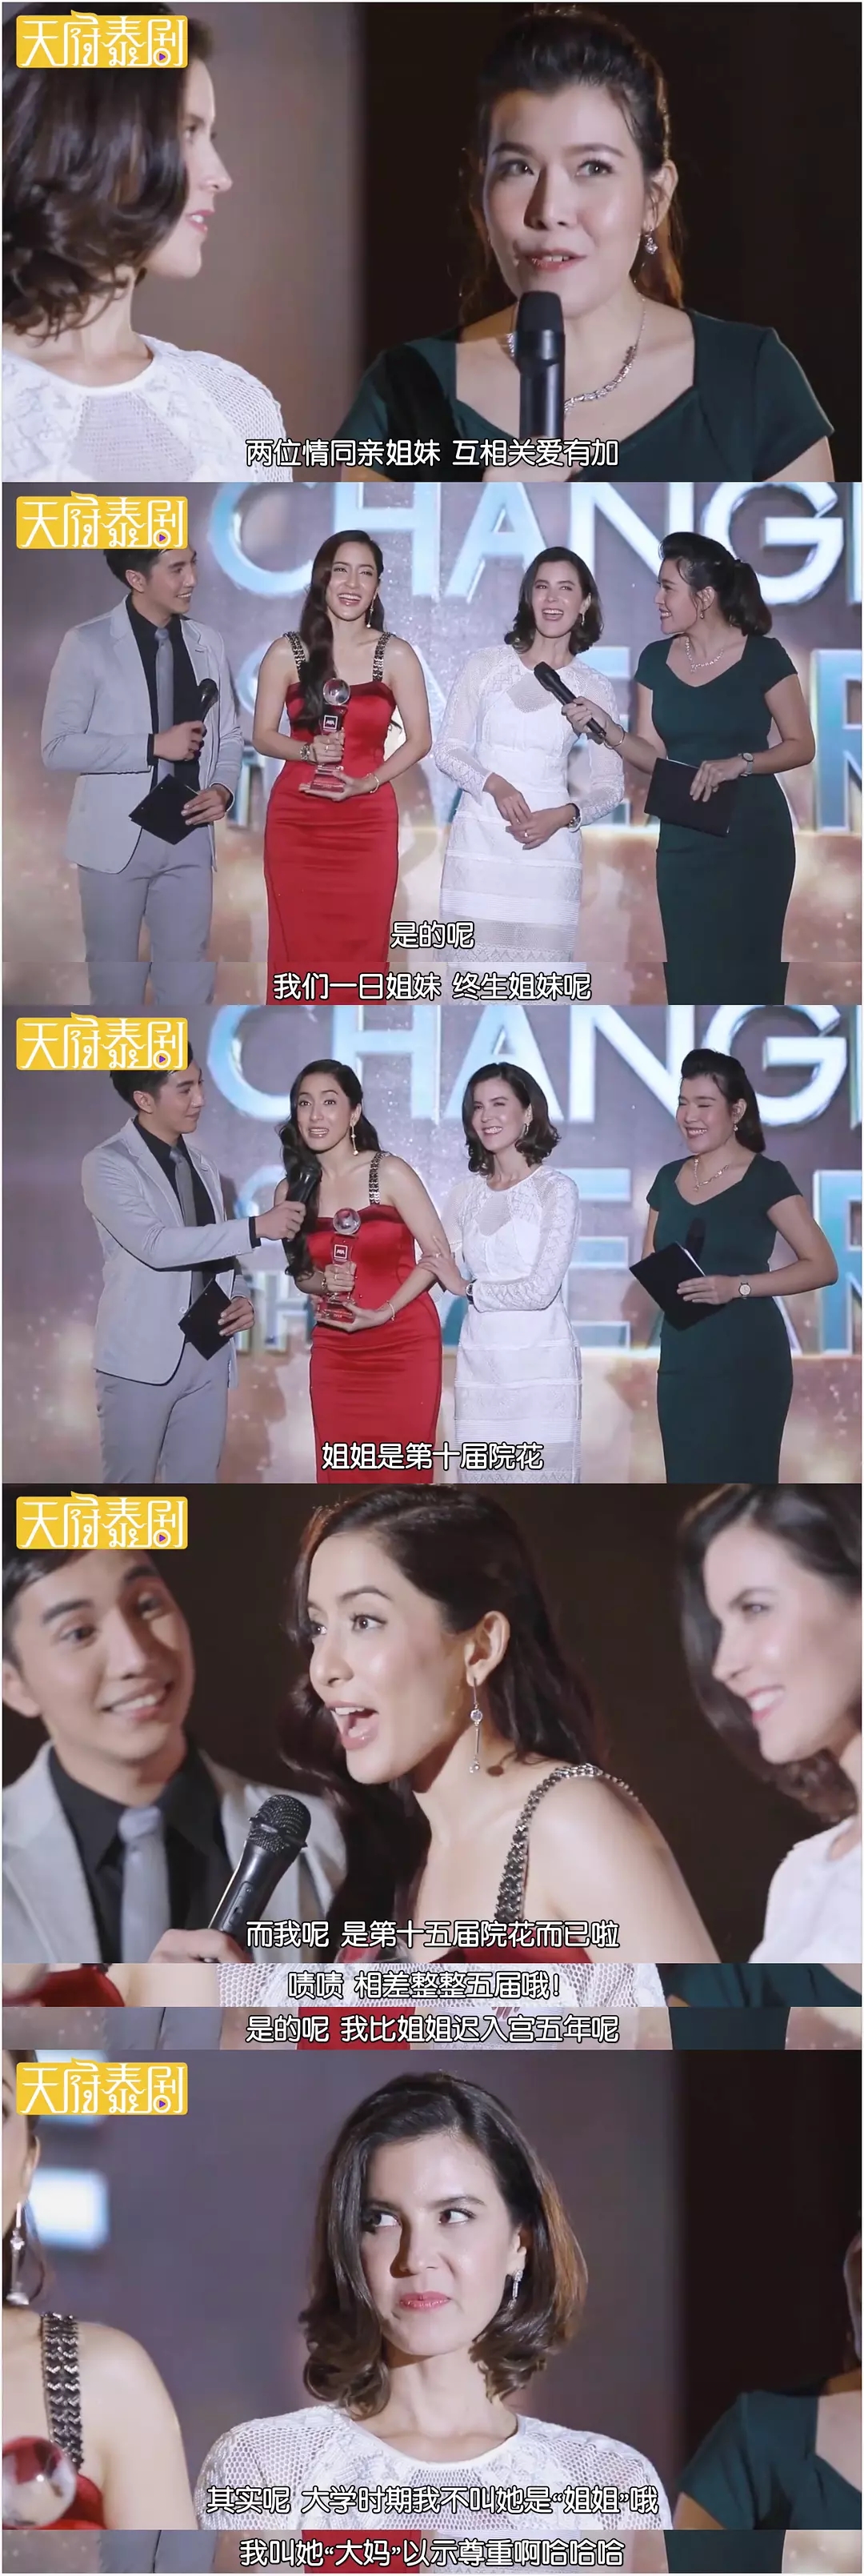 天府泰剧
两位情同亲姐妹 互相关爱有加
天府泰剧
CHANG
是的呢
我们一日姐妹 终生姐妹呢
天府泰剧
CHANG
姐姐是第十届院花
天府泰剧
而我呢 是第十五届院花而已啦
啧啧 相差整整五届哦!
是的呢 我比姐姐迟入宫五年呢
天府泰剧
其实呢 大学时期我不叫她是“姐姐”哦
我叫她“大妈”以示尊重啊哈哈哈